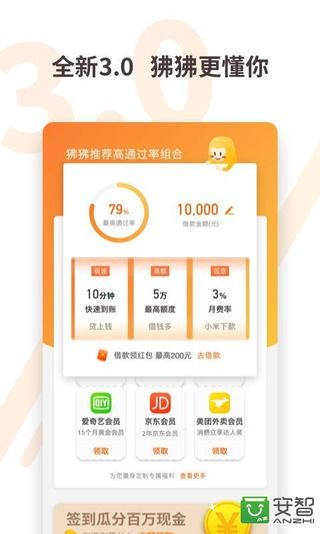 3.0
全新3.0 狒狒更懂你
狒狒推荐高通过率组合
79%
最高通过率
10,000
借款金额(元)
极速
10分钟
快速到账
贷上钱
高额
5万
最高额度
借钱多
低息
3%
月费率
小米下款
借款领红包 最高200元 去借款
iQIYI
爱奇艺会员
15个月黄金会员
领取
JD
京东会员
2年京东会员
领取
美团外卖会员
消费立享达人奖
领取
为您量身定制专属福利 查看更多
签到瓜分百万现金
安智
ANZHI